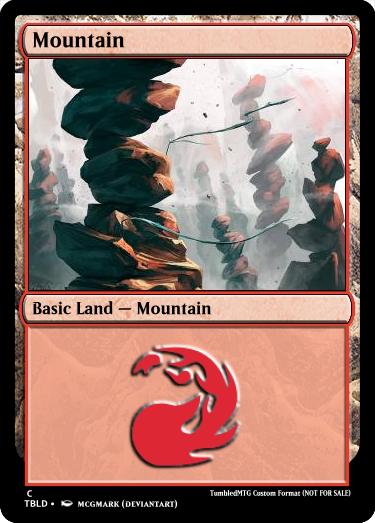 Mountain
Basic Land — Mountain
C
TBLD • MCGMARK (DEVIANTART)
TumbledMTG Custom Format (NOT FOR SALE)